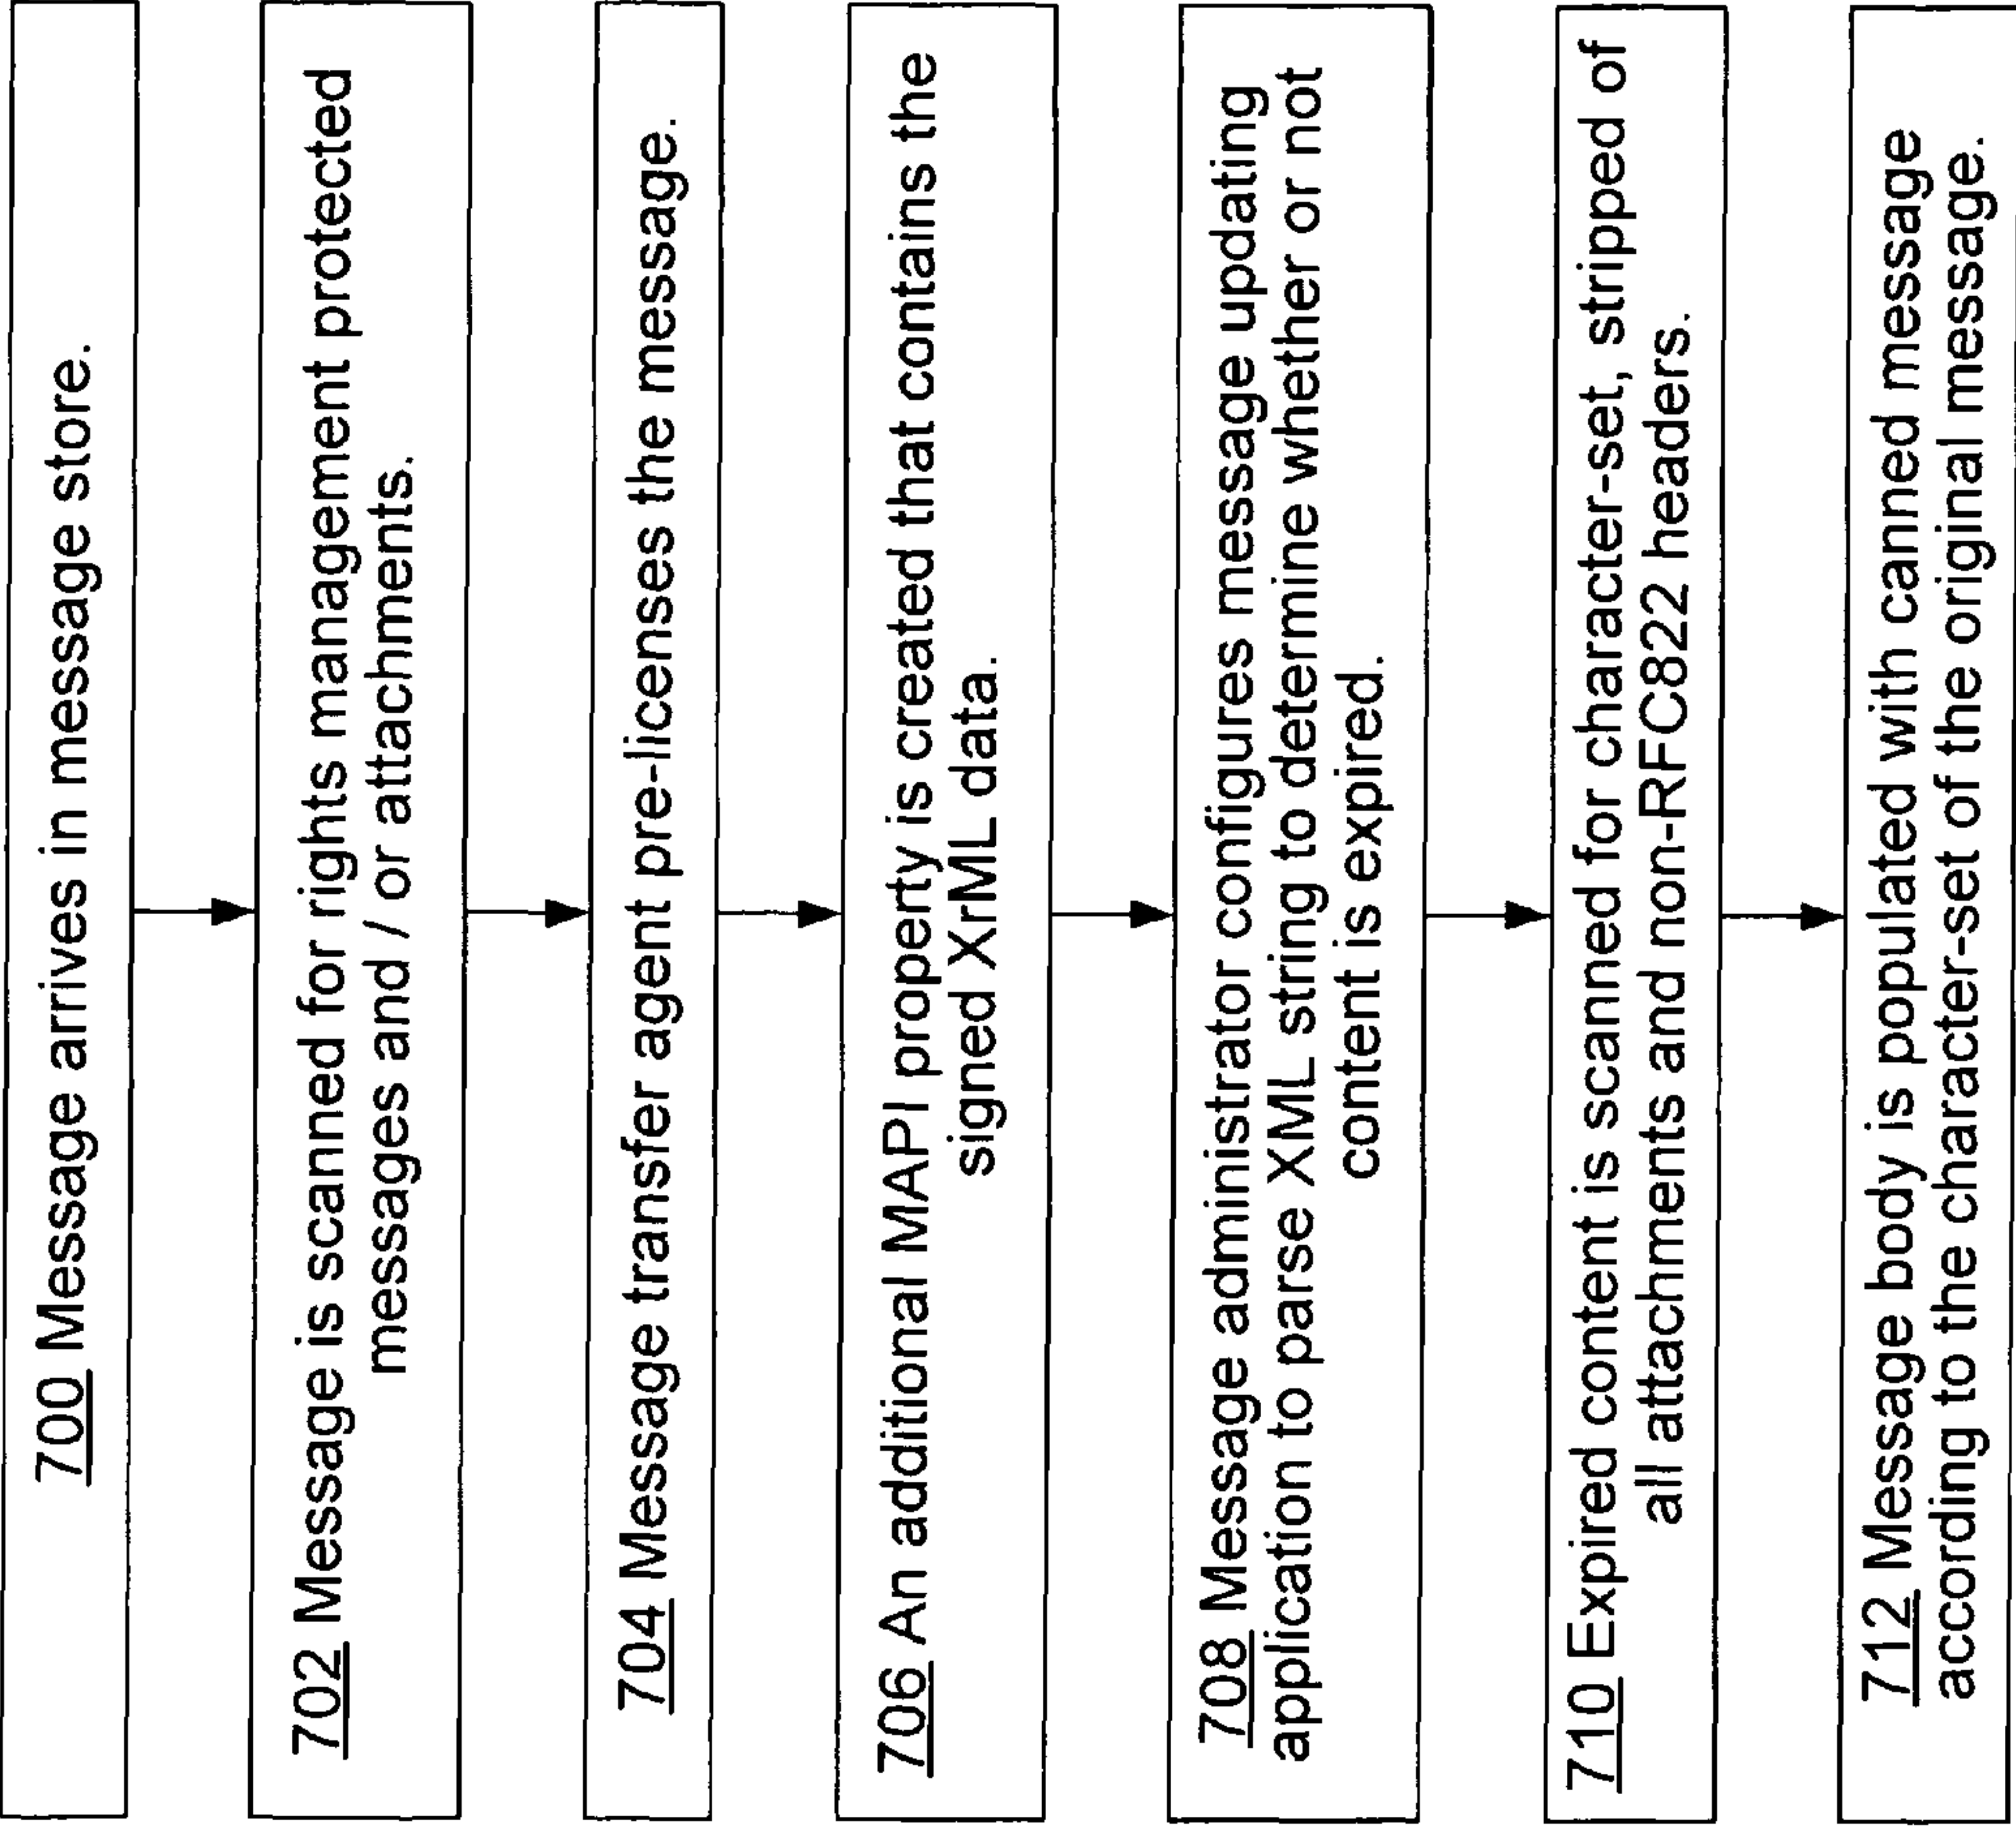 700 Message arrives in message store.
702 Message is scanned for rights management protected
messages and / or attachments.
704 Message transfer agent pre-licenses the message.
706 An additional MAPI property is created that contains the
signed XrML data.
708 Message administrator configures message updating
application to parse XML string to determine whether or not
content is expired.
710 Expired content is scanned for character-set, stripped of
all attachments and non-RFC822 headers.
712 Message body is populated with canned message
according to the character-set of the original message.